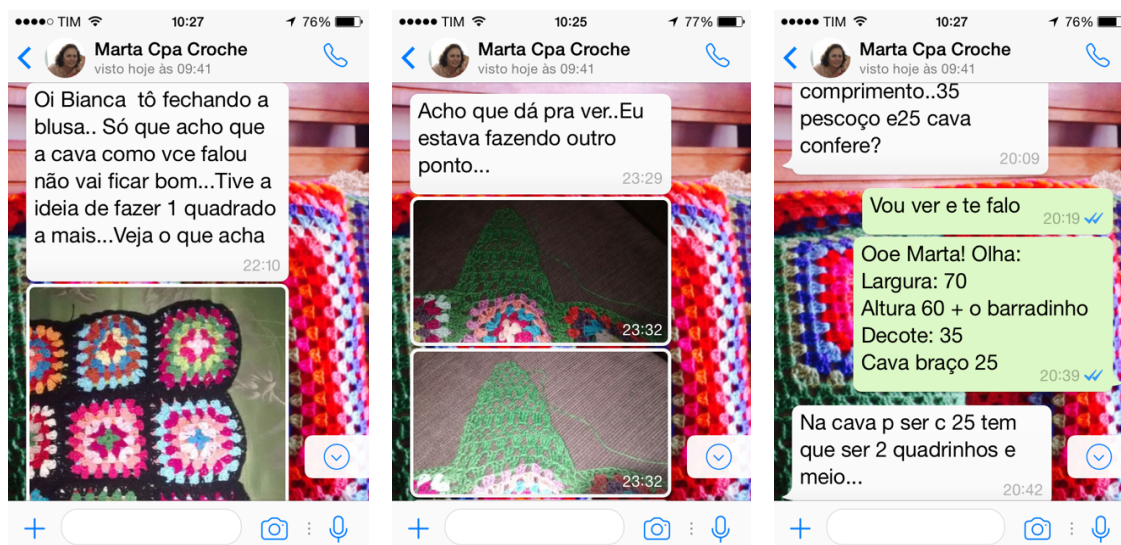 TIM 10:27 76%
Marta Cpa Croche
visto hoje às 09:41
Oi Bianca tô fechando a
blusa.. Só que acho que
a cava como vce falou
não vai ficar bom...Tive a
ideia de fazer 1 quadrado
a mais...Veja o que acha
22:10
TIM 10:25 77%
Marta Cpa Croche
visto hoje às 09:41
Acho que dá pra ver..Eu
estava fazendo outro
ponto...
23:29
23:32
23:32
TIM 10:27 76%
Marta Cpa Croche
visto hoje às 09:41
comprimento..35
pescoço e25 cava
confere?
20:09
Vou ver e te falo
20:19
Ooe Marta! Olha:
Largura: 70
Altura 60 + o barradinho
Decote: 35
Cava braço 25
20:39
Na cava p ser c 25 tem
que ser 2 quadrinhos e
meio...
20:42